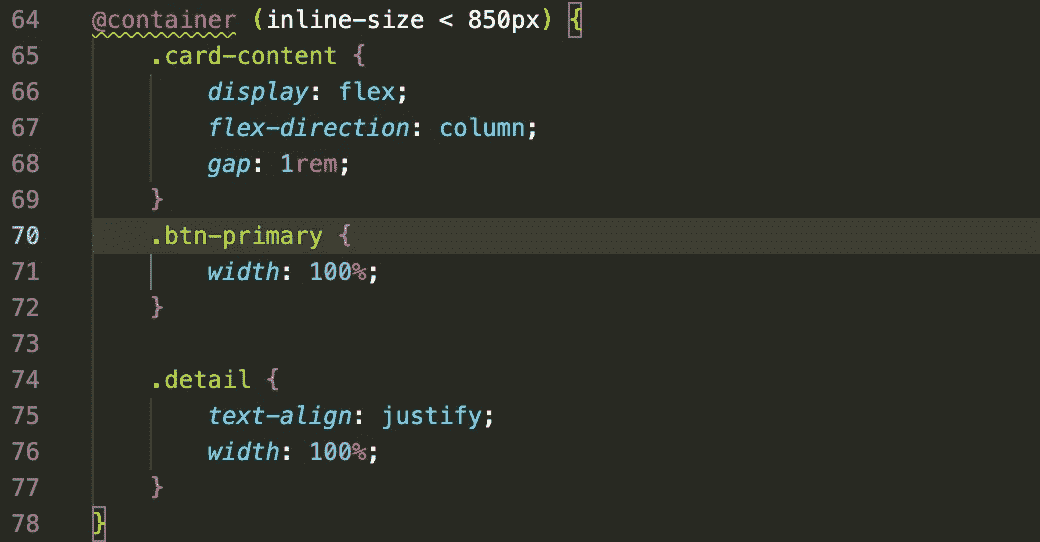 64 @container (inline-size < 850px) {
65 .card-content {
66 display: flex;
67 flex-direction: column;
68 gap: 1rem;
69 }
70 .btn-primary {
71 width: 100%;
72 }
73
74 .detail {
75 text-align: justify;
76 width: 100%;
77 }
78 }